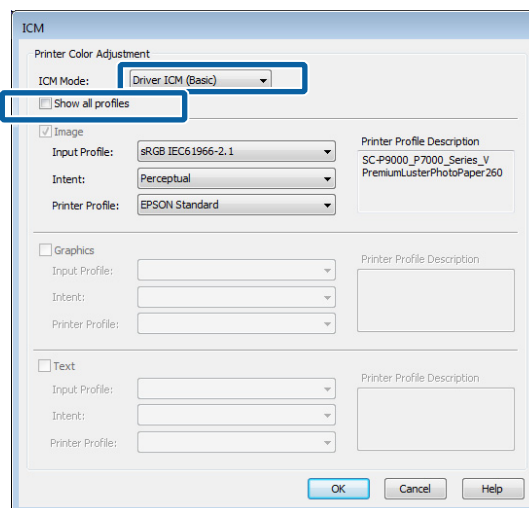 ICM
Printer Color Adjustment
ICM Mode: Driver ICM (Basic)
Show all profiles
Image
Input Profile: sRGB IEC61966-2.1
Intent: Perceptual
Printer Profile: EPSON Standard
Printer Profile Description
SC-P9000_P7000_Series_V
PremiumLusterPhotoPaper260
Graphics
Input Profile:
Intent:
Printer Profile:
Printer Profile Description
Text
Input Profile:
Intent:
Printer Profile:
Printer Profile Description
OK Cancel Help